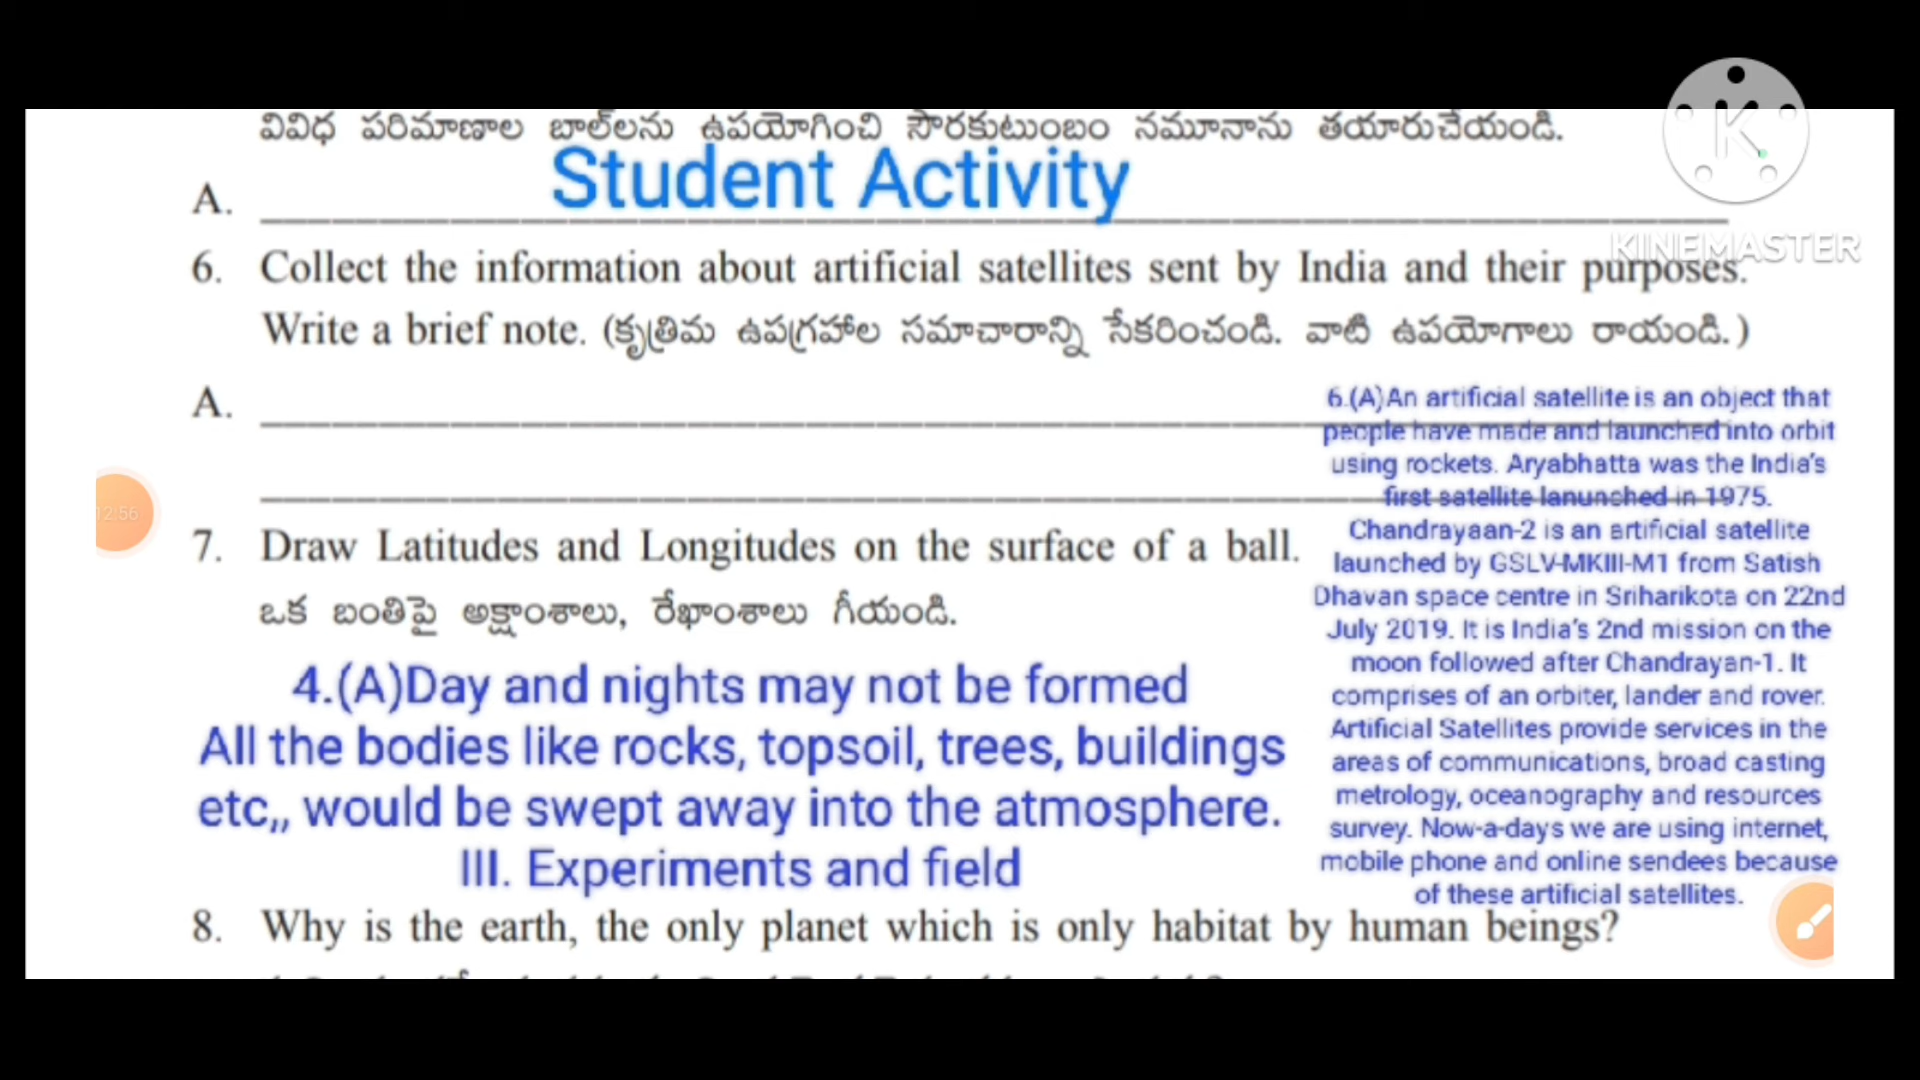 వివిధ పరిమాణాల బాల్‌లను ఉపయోగించి సౌరకుటుంబం నమూనాను తయారుచేయండి.
Student Activity
A.
KINEMASTER
6. Collect the information about artificial satellites sent by India and their purposes.
Write a brief note. (కృత్రిమ ఉపగ్రహాల సమాచారాన్ని సేకరించండి. వాటి ఉపయోగాలు రాయండి.)
A.
12:56
7. Draw Latitudes and Longitudes on the surface of a ball.
ఒక బంతిపై అక్షాంశాలు, రేఖాంశాలు గీయండి.
4.(A)Day and nights may not be formed
All the bodies like rocks, topsoil, trees, buildings
etc,, would be swept away into the atmosphere.
III. Experiments and field
6.(A)An artificial satellite is an object that
people have made and launched into orbit
using rockets. Aryabhatta was the India's
first satellite lanunched in 1975.
Chandrayaan-2 is an artificial satellite
launched by GSLV-MKIII-M1 from Satish
Dhavan space centre in Sriharikota on 22nd
July 2019. It is India's 2nd mission on the
moon followed after Chandrayan-1. It
comprises of an orbiter, lander and rover.
Artificial Satellites provide services in the
areas of communications, broad casting
metrology, oceanography and resources
survey. Now-a-days we are using internet,
mobile phone and online sendees because
of these artificial satellites.
8. Why is the earth, the only planet which is only habitat by human beings?